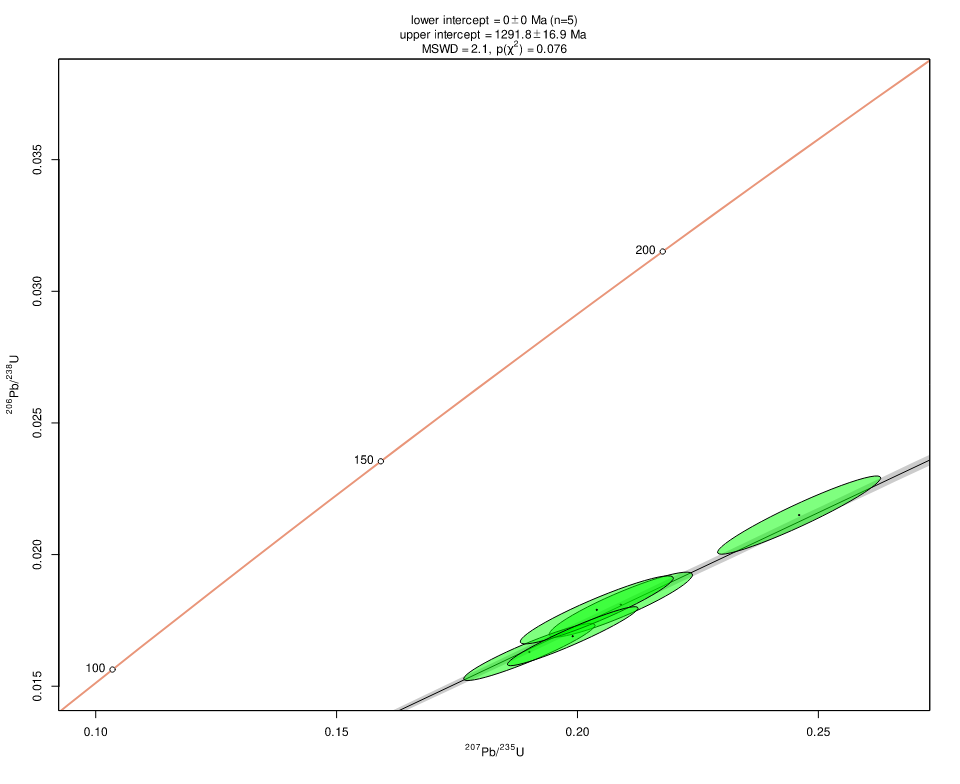 lower intercept = 0 ± 0 Ma (n=5)
upper intercept = 1291.8 ± 16.9 Ma
MSWD = 2.1, p(χ²) = 0.076
0.035
0.030
0.025
0.020
0.015
²⁰⁶Pb/²³⁸U
200
150
100
0.10
0.15
0.20
0.25
²⁰⁷Pb/²³⁵U